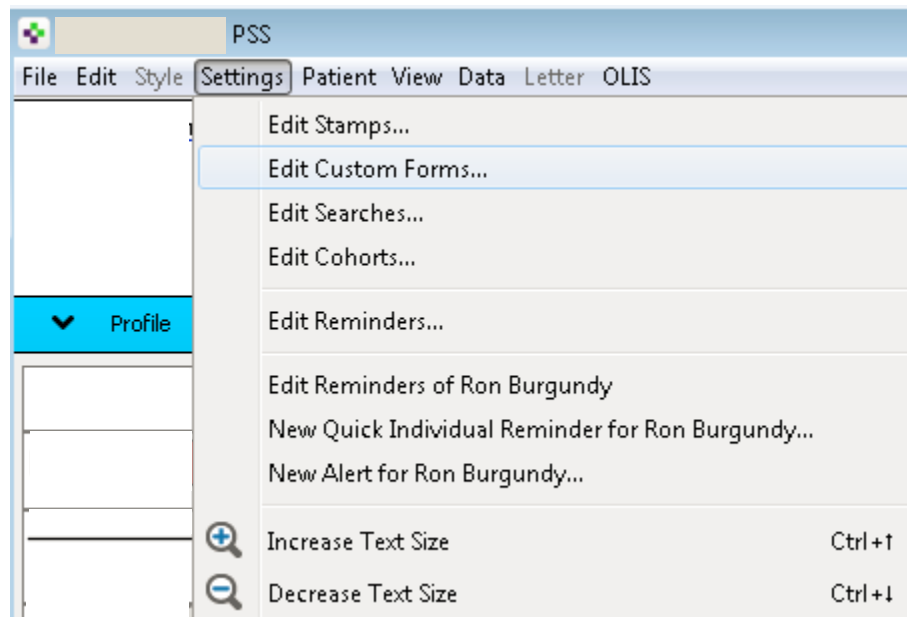 PSS
File Edit Style Settings Patient View Data Letter OLIS
Edit Stamps...
Edit Custom Forms...
Edit Searches...
Edit Cohorts...
Profile
Edit Reminders...
Edit Reminders of Ron Burgundy
New Quick Individual Reminder for Ron Burgundy...
New Alert for Ron Burgundy...
Increase Text Size Ctrl+↑
Decrease Text Size Ctrl+↓